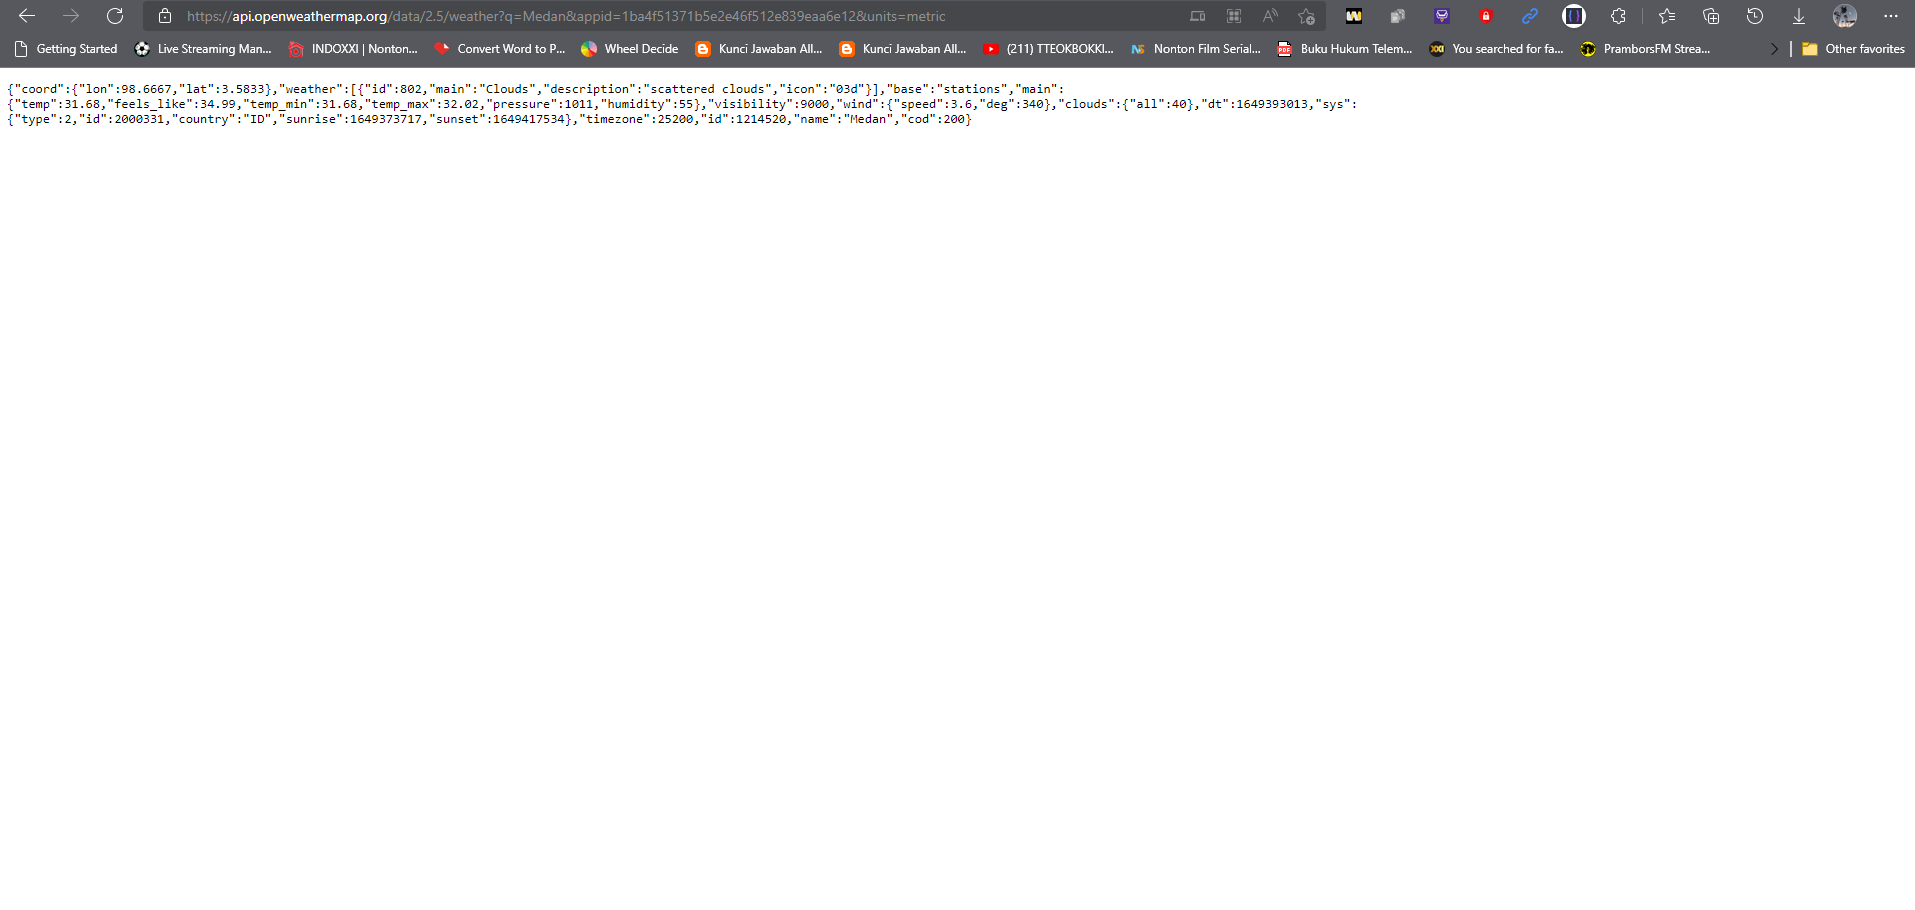 https://api.openweathermap.org/data/2.5/weather?q=Medan&appid=1ba4f51371b5e2e46f512e839eaa6e12&units=metric
Getting Started Live Streaming Man... INDOXXI | Nonton... Convert Word to P... Wheel Decide Kunci Jawaban All... Kunci Jawaban All... (211) TTEOKBOKKI... Nonton Film Serial... Buku Hukum Telem... You searched for fa... PramborsFM Strea... Other favorites
{"coord":{"lon":98.6667,"lat":3.5833},"weather":[{"id":802,"main":"Clouds","description":"scattered clouds","icon":"03d"}],"base":"stations","main":
{"temp":31.68,"feels_like":34.99,"temp_min":31.68,"temp_max":32.02,"pressure":1011,"humidity":55},"visibility":9000,"wind":{"speed":3.6,"deg":340},"clouds":{"all":40},"dt":1649393013,"sys":
{"type":2,"id":2000331,"country":"ID","sunrise":1649373717,"sunset":1649417534},"timezone":25200,"id":1214520,"name":"Medan","cod":200}